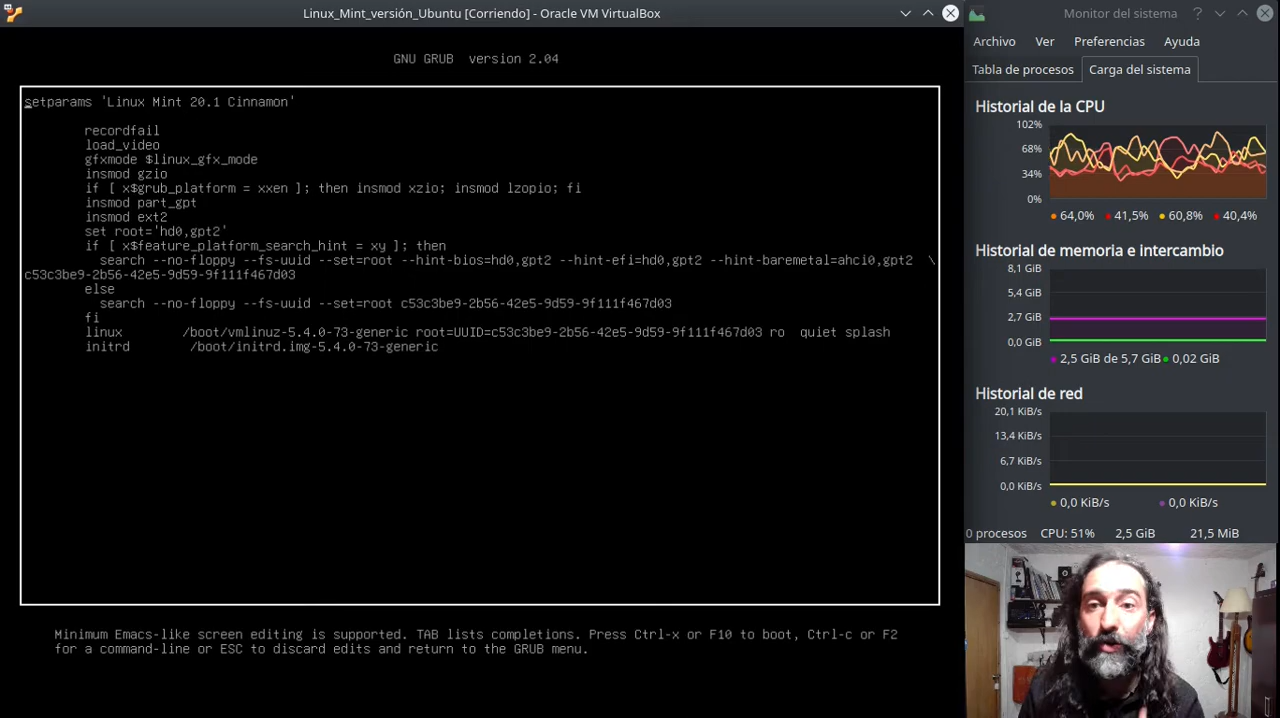 Linux_Mint_versión_Ubuntu [Corriendo] - Oracle VM VirtualBox
GNU GRUB version 2.04
setparams 'Linux Mint 20.1 Cinnamon'
recordfail
load_video
gfxmode $linux_gfx_mode
insmod gzio
if [ x$grub_platform = xxen ]; then insmod xzio; insmod lzopio; fi
insmod part_gpt
insmod ext2
set root='hd0,gpt2'
if [ x$feature_platform_search_hint = xy ]; then
search --no-floppy --fs-uuid --set=root --hint-bios=hd0,gpt2 --hint-efi=hd0,gpt2 --hint-baremetal=ahci0,gpt2 \
c53c3be9-2b56-42e5-9d59-9f111f467d03
else
search --no-floppy --fs-uuid --set=root c53c3be9-2b56-42e5-9d59-9f111f467d03
fi
linux /boot/vmlinuz-5.4.0-73-generic root=UUID=c53c3be9-2b56-42e5-9d59-9f111f467d03 ro quiet splash
initrd /boot/initrd.img-5.4.0-73-generic
Minimum Emacs-like screen editing is supported. TAB lists completions. Press Ctrl-x or F10 to boot, Ctrl-c or F2
for a command-line or ESC to discard edits and return to the GRUB menu.
Monitor del sistema
Archivo Ver Preferencias Ayuda
Tabla de procesos Carga del sistema
Historial de la CPU
102%
68%
34%
0%
64,0% 41,5% 60,8% 40,4%
Historial de memoria e intercambio
8,1 GiB
5,4 GiB
2,7 GiB
0,0 GiB
2,5 GiB de 5,7 GiB 0,02 GiB
Historial de red
20,1 KiB/s
13,4 KiB/s
6,7 KiB/s
0,0 KiB/s
0,0 KiB/s 0,0 KiB/s
0 procesos CPU: 51% 2,5 GiB 21,5 MiB